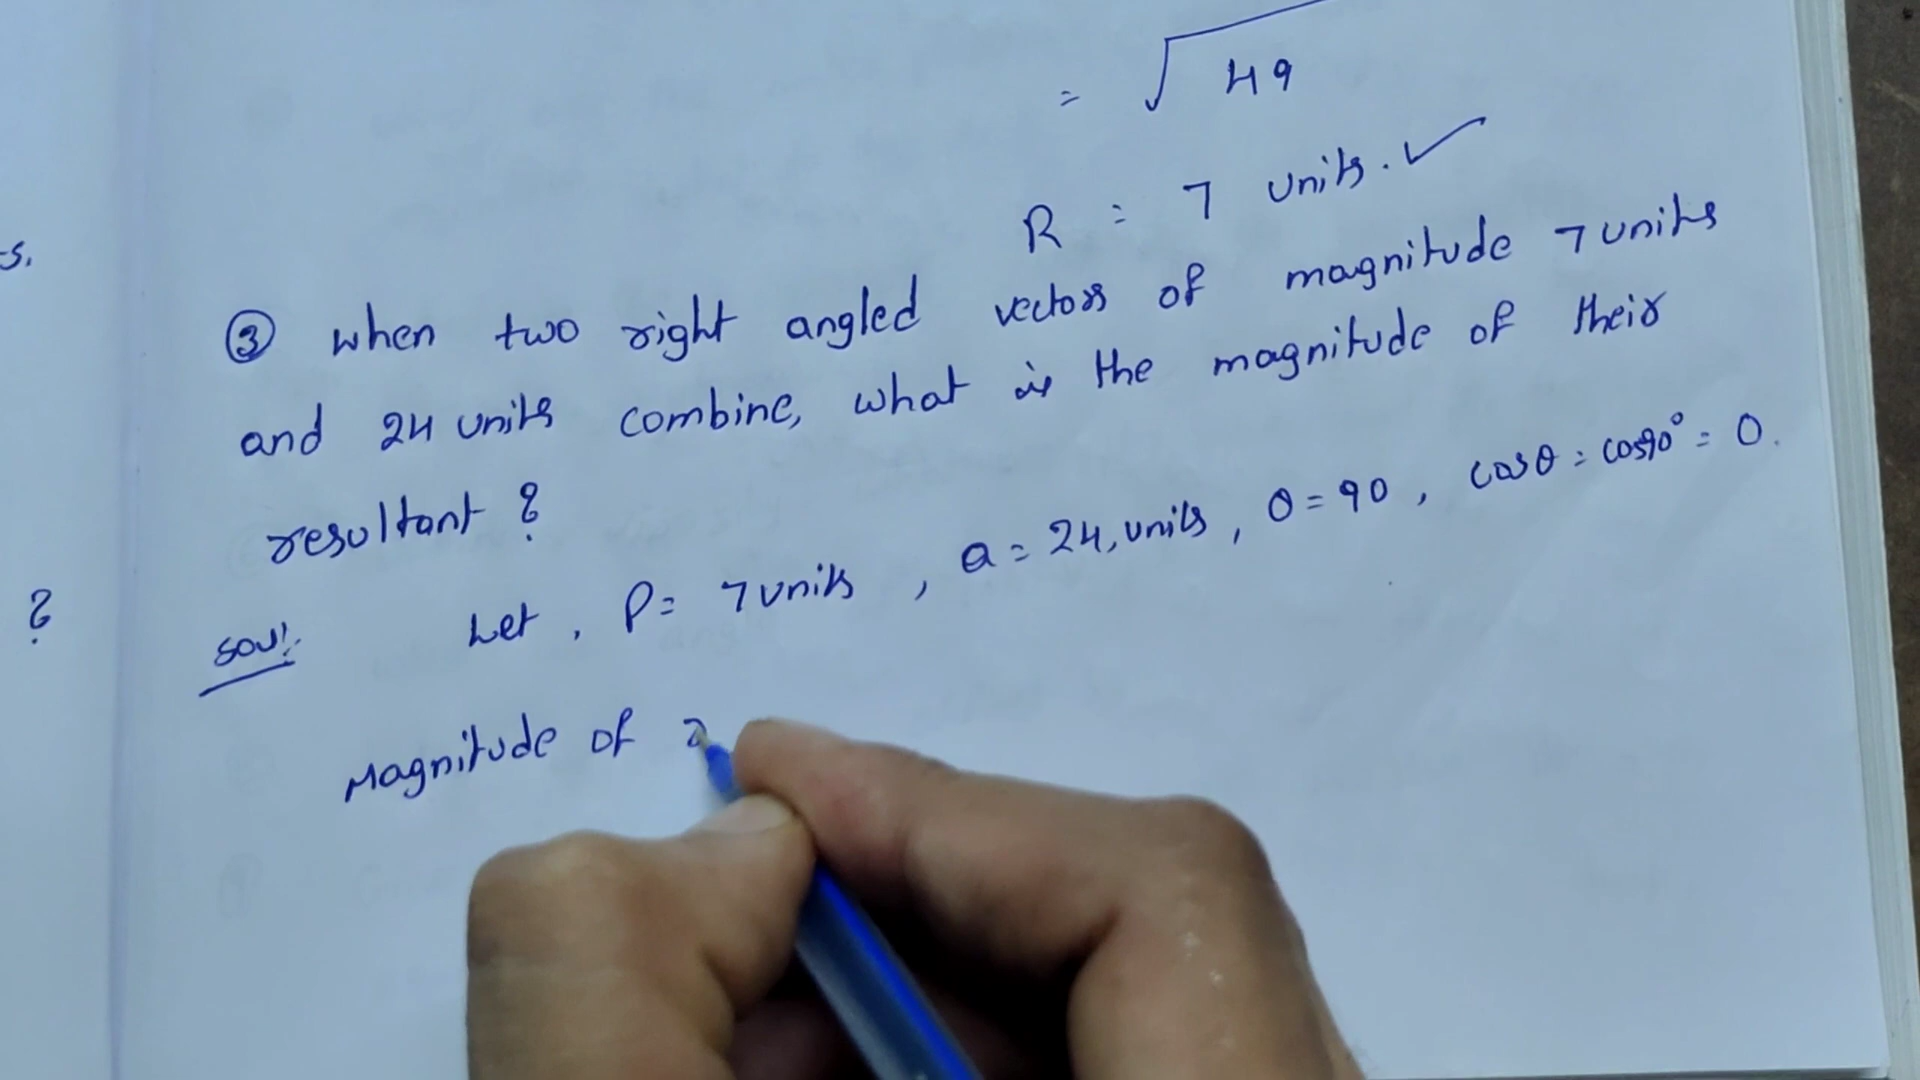 s.
?
= √49
R = 7 units. ✓
③ when two right angled vectors of magnitude 7 units
and 24 units combine, what is the magnitude of their
resultant ?
Let , P = 7 units , Q = 24, units , θ = 90 , cosθ = cos90° = 0.
Magnitude of